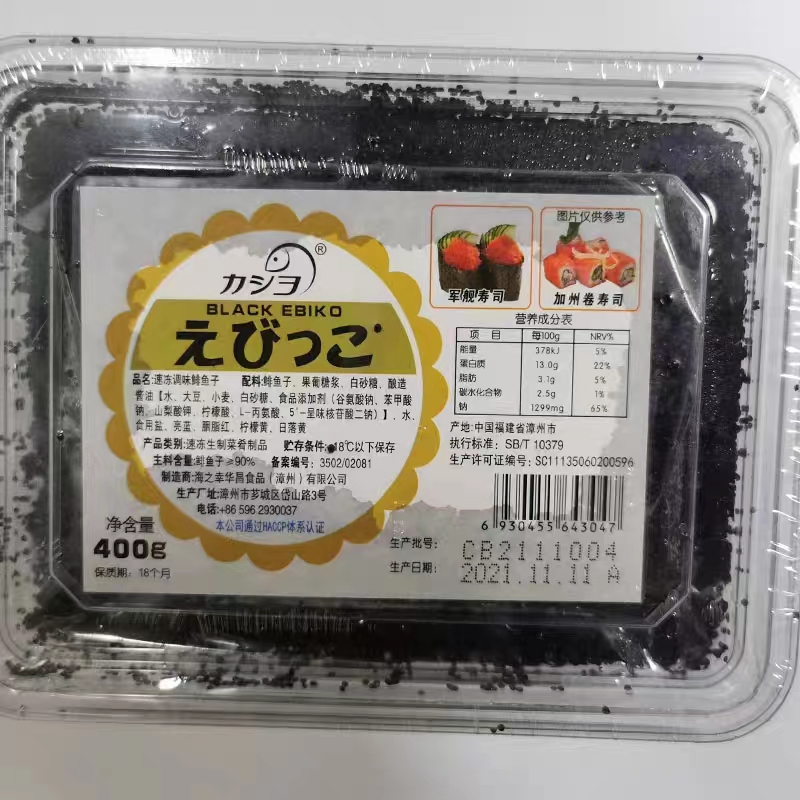 カシヨ®
BLACK EBIKO
えびっこ
品名:速冻调味鲱鱼子 配料:鲱鱼子、果葡糖浆、白砂糖、酿造
酱油【水、大豆、小麦、白砂糖、食品添加剂(谷氨酸钠、苯甲酸
钠、山梨酸钾、柠檬酸、L-丙氨酸、5'-呈味核苷酸二钠)】、水、
食用盐、亮蓝、胭脂红、柠檬黄、日落黄
产品类别:速冻生制菜肴制品 贮存条件:-18℃以下保存
主料含量:鲱鱼子≥90% 备案号:3502/02081
制造商:海之幸华昌食品(漳州)有限公司
生产厂址:漳州市芗城区岱山路3号
电话:+86 596 2930037
本公司通过HACCP体系认证
净含量
400g
保质期:18个月
军舰寿司
图片仅供参考
加州卷寿司
营养成分表
项 目 每100g NRV%
能量 378kJ 5%
蛋白质 13.0g 22%
脂肪 3.1g 5%
碳水化合物 2.5g 1%
钠 1299mg 65%
产地:中国福建省漳州市
执行标准:SB/T 10379
生产许可证编号:SC11135060200596
6 930455 643047
生产批号: CB2111004
生产日期: 2021.11.11 A